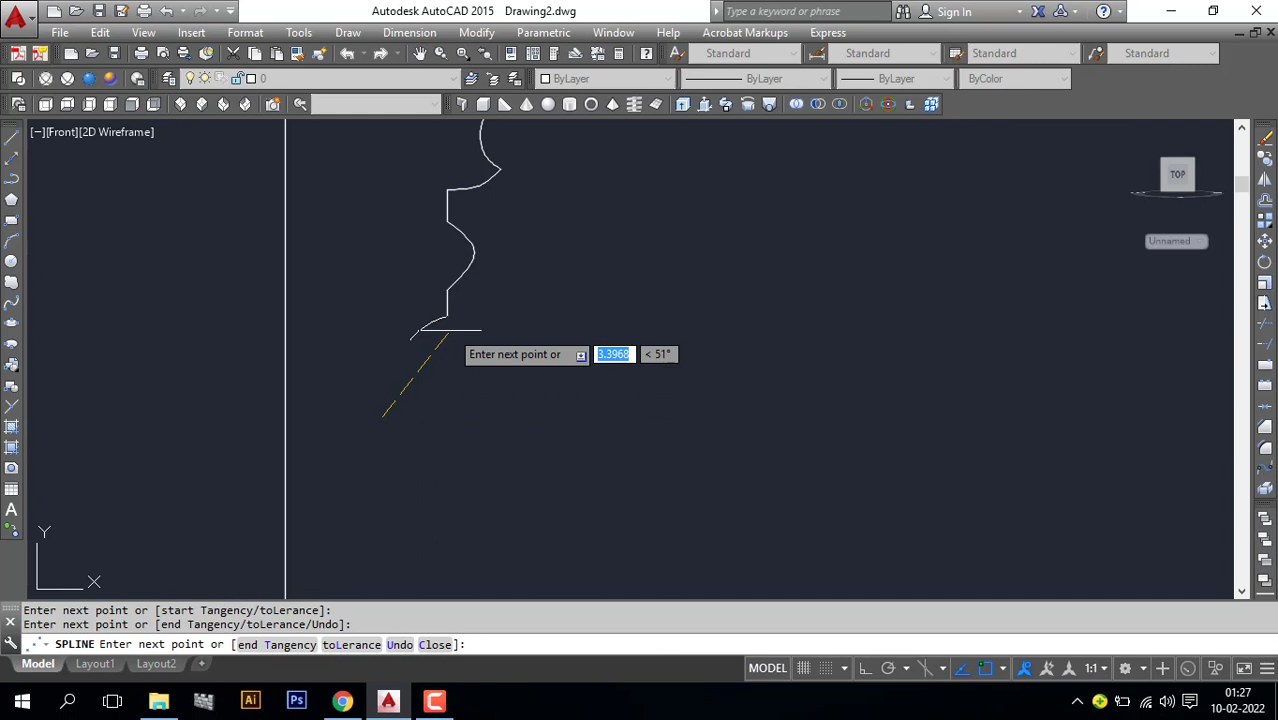 Autodesk AutoCAD 2015 Drawing2.dwg
Type a keyword or phrase
Sign In
File Edit View Insert Format Tools Draw Dimension Modify Parametric Window Help Acrobat Markups Express
Standard Standard Standard Standard
0 ByLayer ByLayer ByLayer ByColor
[−][Front][2D Wireframe]
TOP
Unnamed
Enter next point or 3.3968 < 51°
Y
X
A
Enter next point or [start Tangency/toLerance]:
Enter next point or [end Tangency/toLerance/Undo]:
SPLINE Enter next point or [end Tangency toLerance Undo Close]:
Model Layout1 Layout2 +
MODEL 1:1
Ai Ps
01:27
10-02-2022